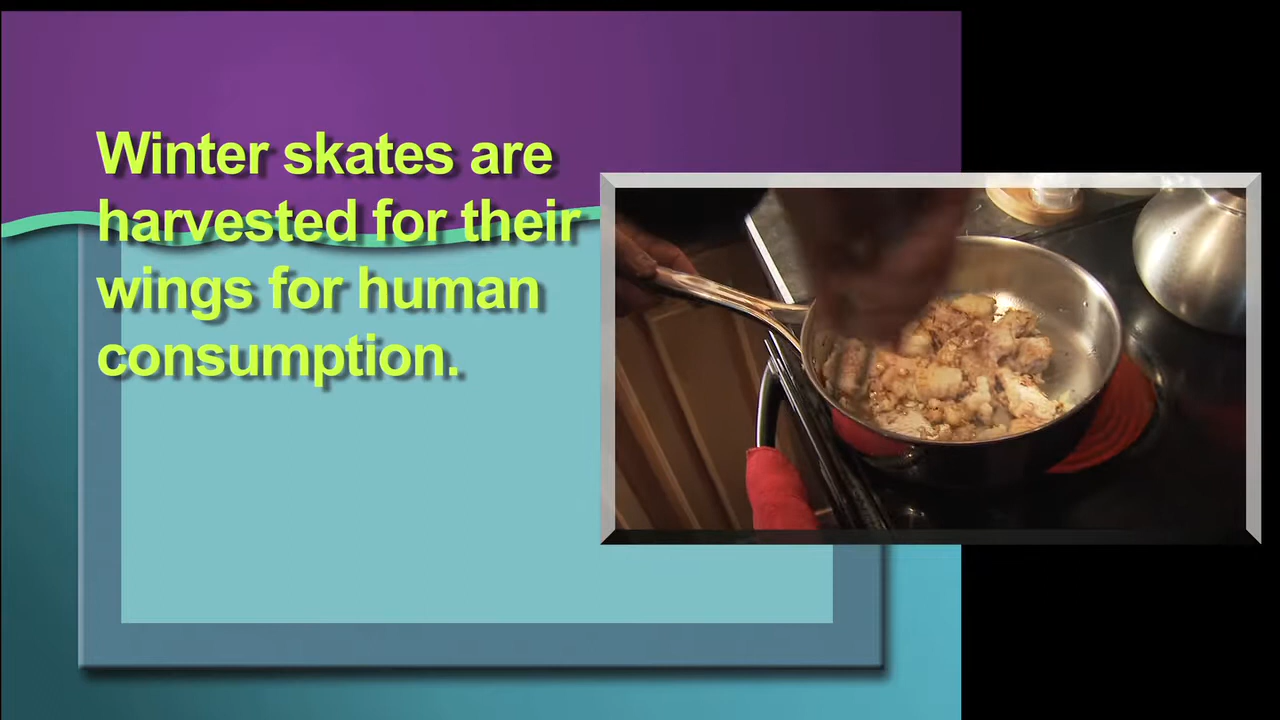 Winter skates are
harvested for their
wings for human
consumption.